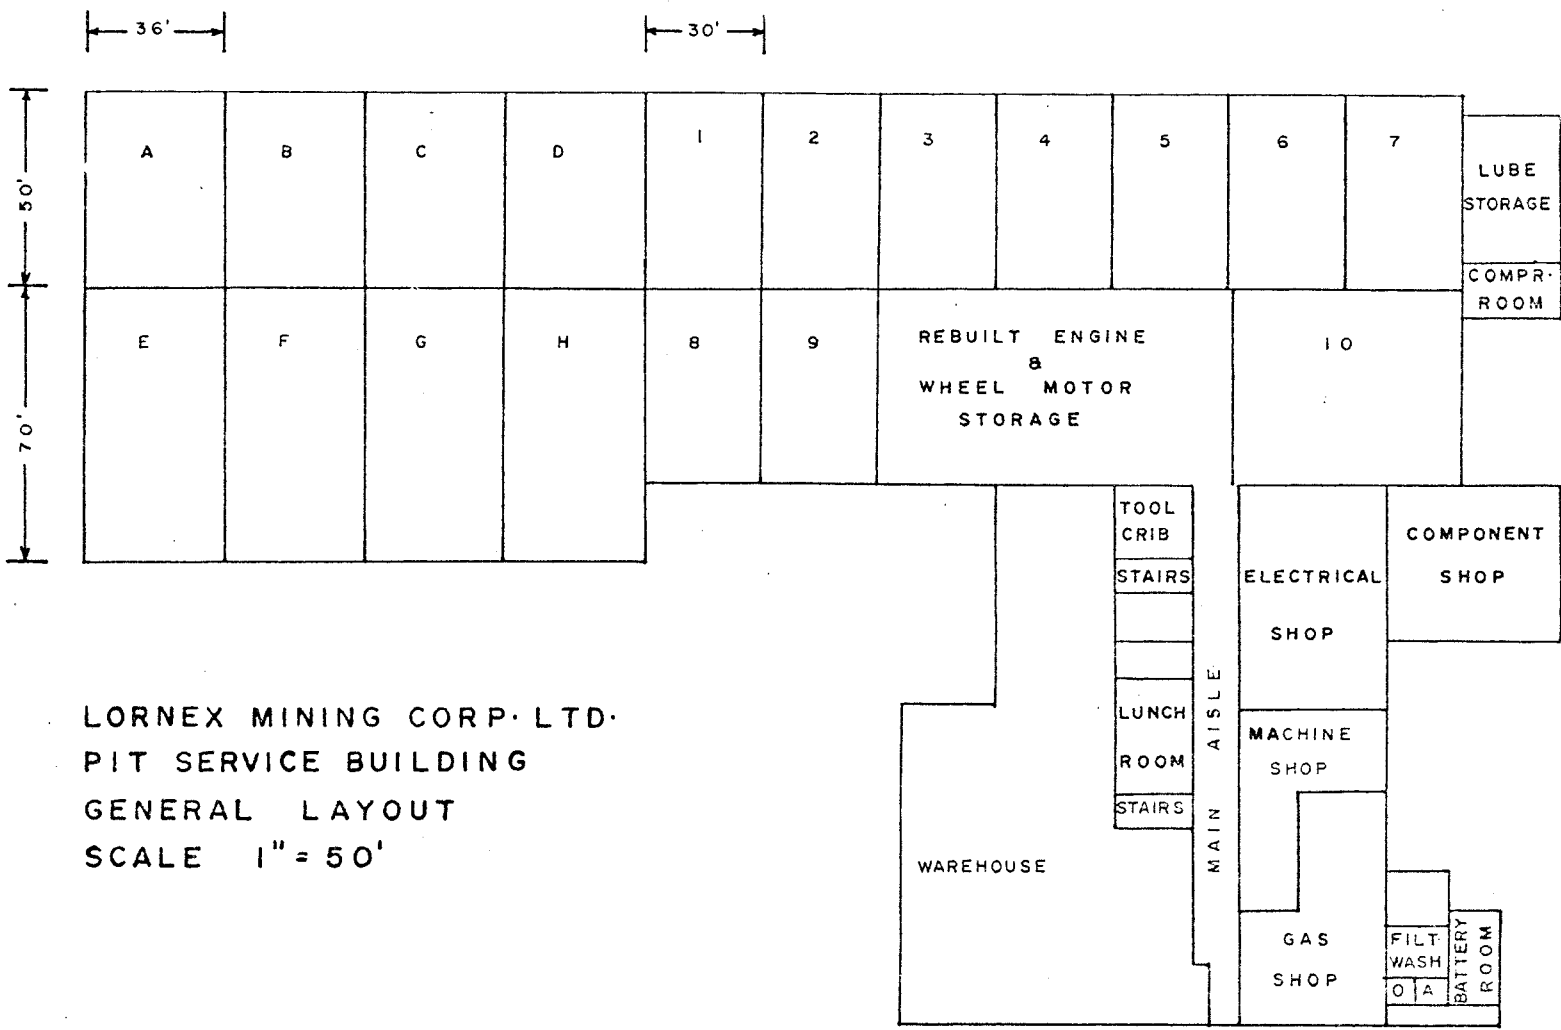 36'
30'
50'
A
B
C
D
1
2
3
4
5
6
7
LUBE
STORAGE
COMPR.
ROOM
70'
E
F
G
H
8
9
REBUILT ENGINE
&
WHEEL MOTOR
STORAGE
10
TOOL
CRIB
STAIRS
ELECTRICAL
SHOP
COMPONENT
SHOP
LUNCH
ROOM
STAIRS
MAIN AISLE
MACHINE
SHOP
WAREHOUSE
GAS
SHOP
FILT.
WASH
O A
BATTERY
ROOM
LORNEX MINING CORP. LTD.
PIT SERVICE BUILDING
GENERAL LAYOUT
SCALE 1" = 50'